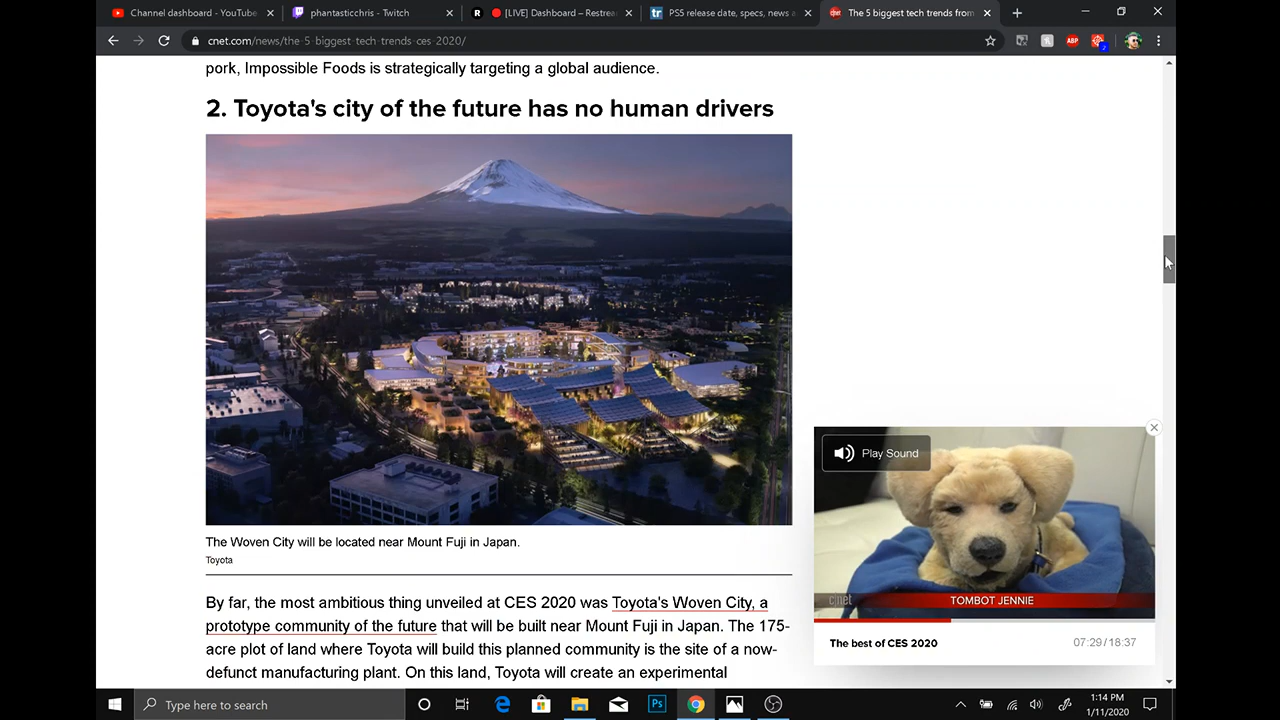 Channel dashboard - YouTube
phantasticchris - Twitch
[LIVE] Dashboard – Restrea
PS5 release date, specs, news a
The 5 biggest tech trends from
cnet.com/news/the-5-biggest-tech-trends-ces-2020/
ABP
pork, Impossible Foods is strategically targeting a global audience.
2. Toyota's city of the future has no human drivers
The Woven City will be located near Mount Fuji in Japan.
Toyota
By far, the most ambitious thing unveiled at CES 2020 was Toyota's Woven City, a
prototype community of the future that will be built near Mount Fuji in Japan. The 175-
acre plot of land where Toyota will build this planned community is the site of a now-
defunct manufacturing plant. On this land, Toyota will create an experimental
Play Sound
cnet
TOMBOT JENNIE
The best of CES 2020
07:29/18:37
Type here to search
Ps
1:14 PM
1/11/2020